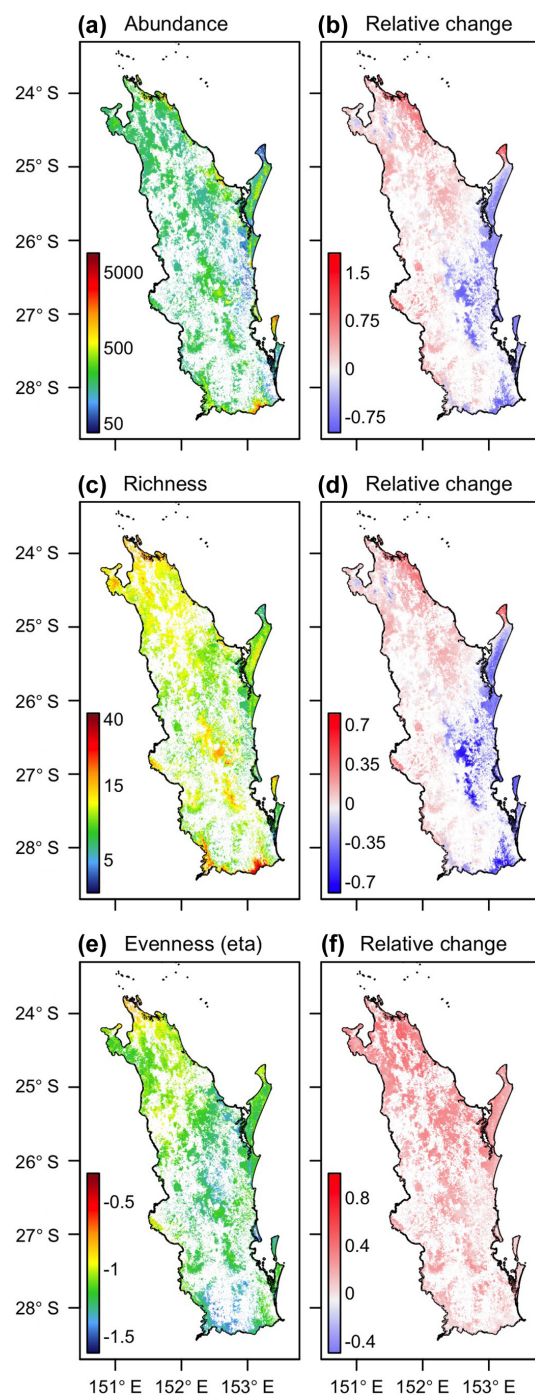 (a) Abundance
(b) Relative change
24° S
25° S
26° S
27° S
28° S
5000
500
50
1.5
0.75
0
-0.75
(c) Richness
(d) Relative change
24° S
25° S
26° S
27° S
28° S
40
15
5
0.7
0.35
0
-0.35
-0.7
(e) Evenness (eta)
(f) Relative change
24° S
25° S
26° S
27° S
28° S
-0.5
-1
-1.5
0.8
0.4
0
-0.4
151° E 152° E 153° E
151° E 152° E 153° E